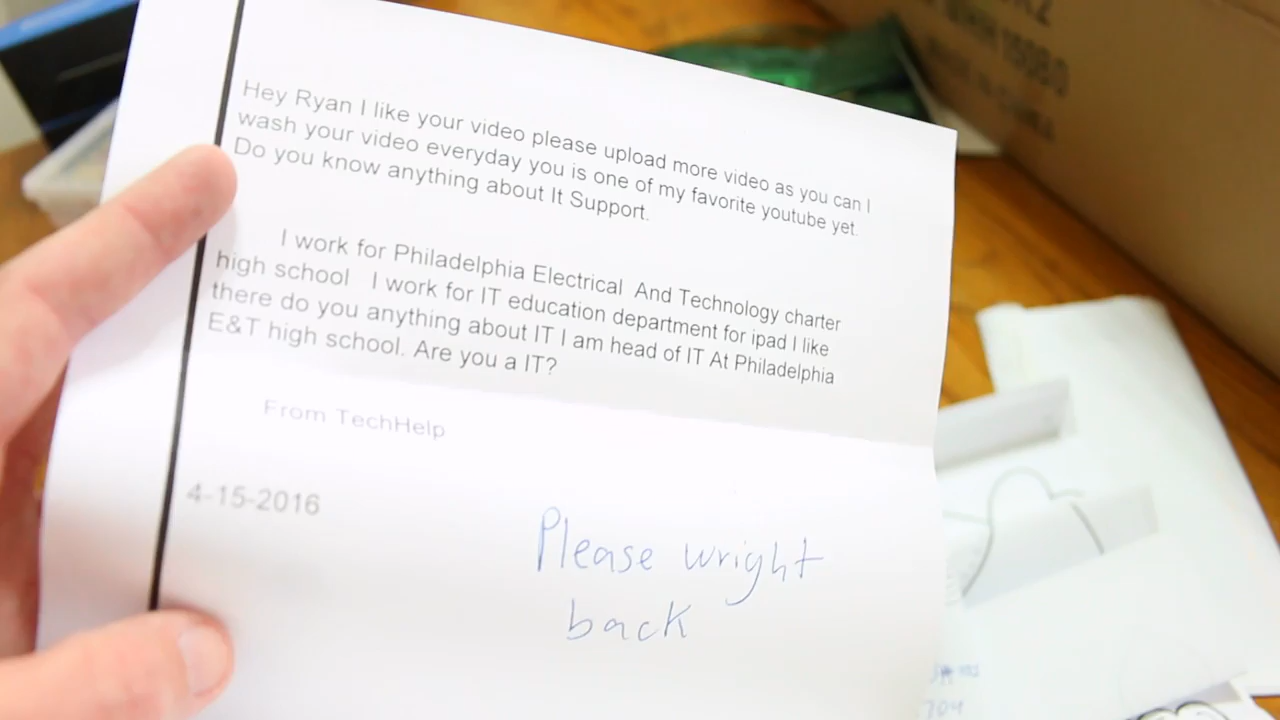 Hey Ryan I like your video please upload more video as you can I
wash your video everyday you is one of my favorite youtube yet.
Do you know anything about It Support.
I work for Philadelphia Electrical And Technology charter
high school I work for IT education department for ipad I like
there do you anything about IT I am head of IT At Philadelphia
E&T high school. Are you a IT?
From TechHelp
4-15-2016
Please wright
back
704